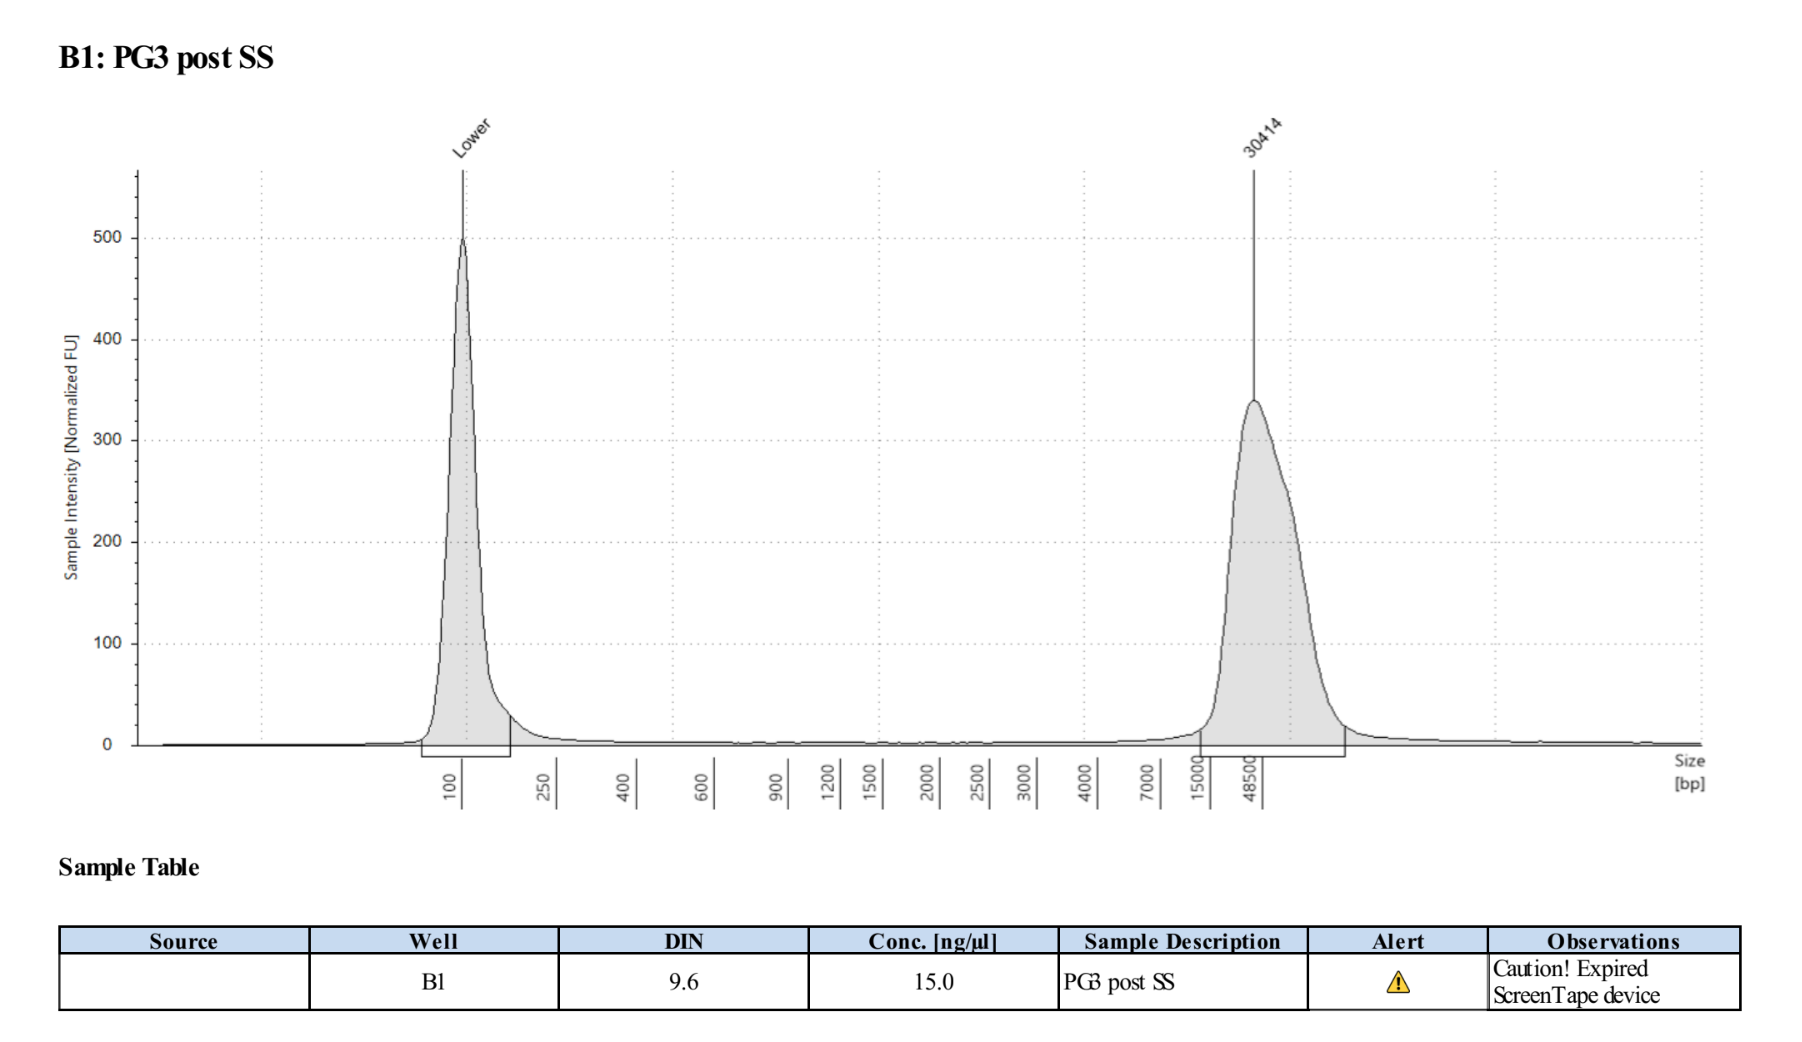 B1: PG3 post SS
Lower
30414
Sample Intensity [Normalized FU]
500
400
300
200
100
0
100
250
400
600
900
1200
1500
2000
2500
3000
4000
7000
15000
48500
Size
[bp]
Sample Table
Source Well DIN Conc. [ng/µl] Sample Description Alert Observations
B1 9.6 15.0 PG3 post SS Caution! Expired
ScreenTape device